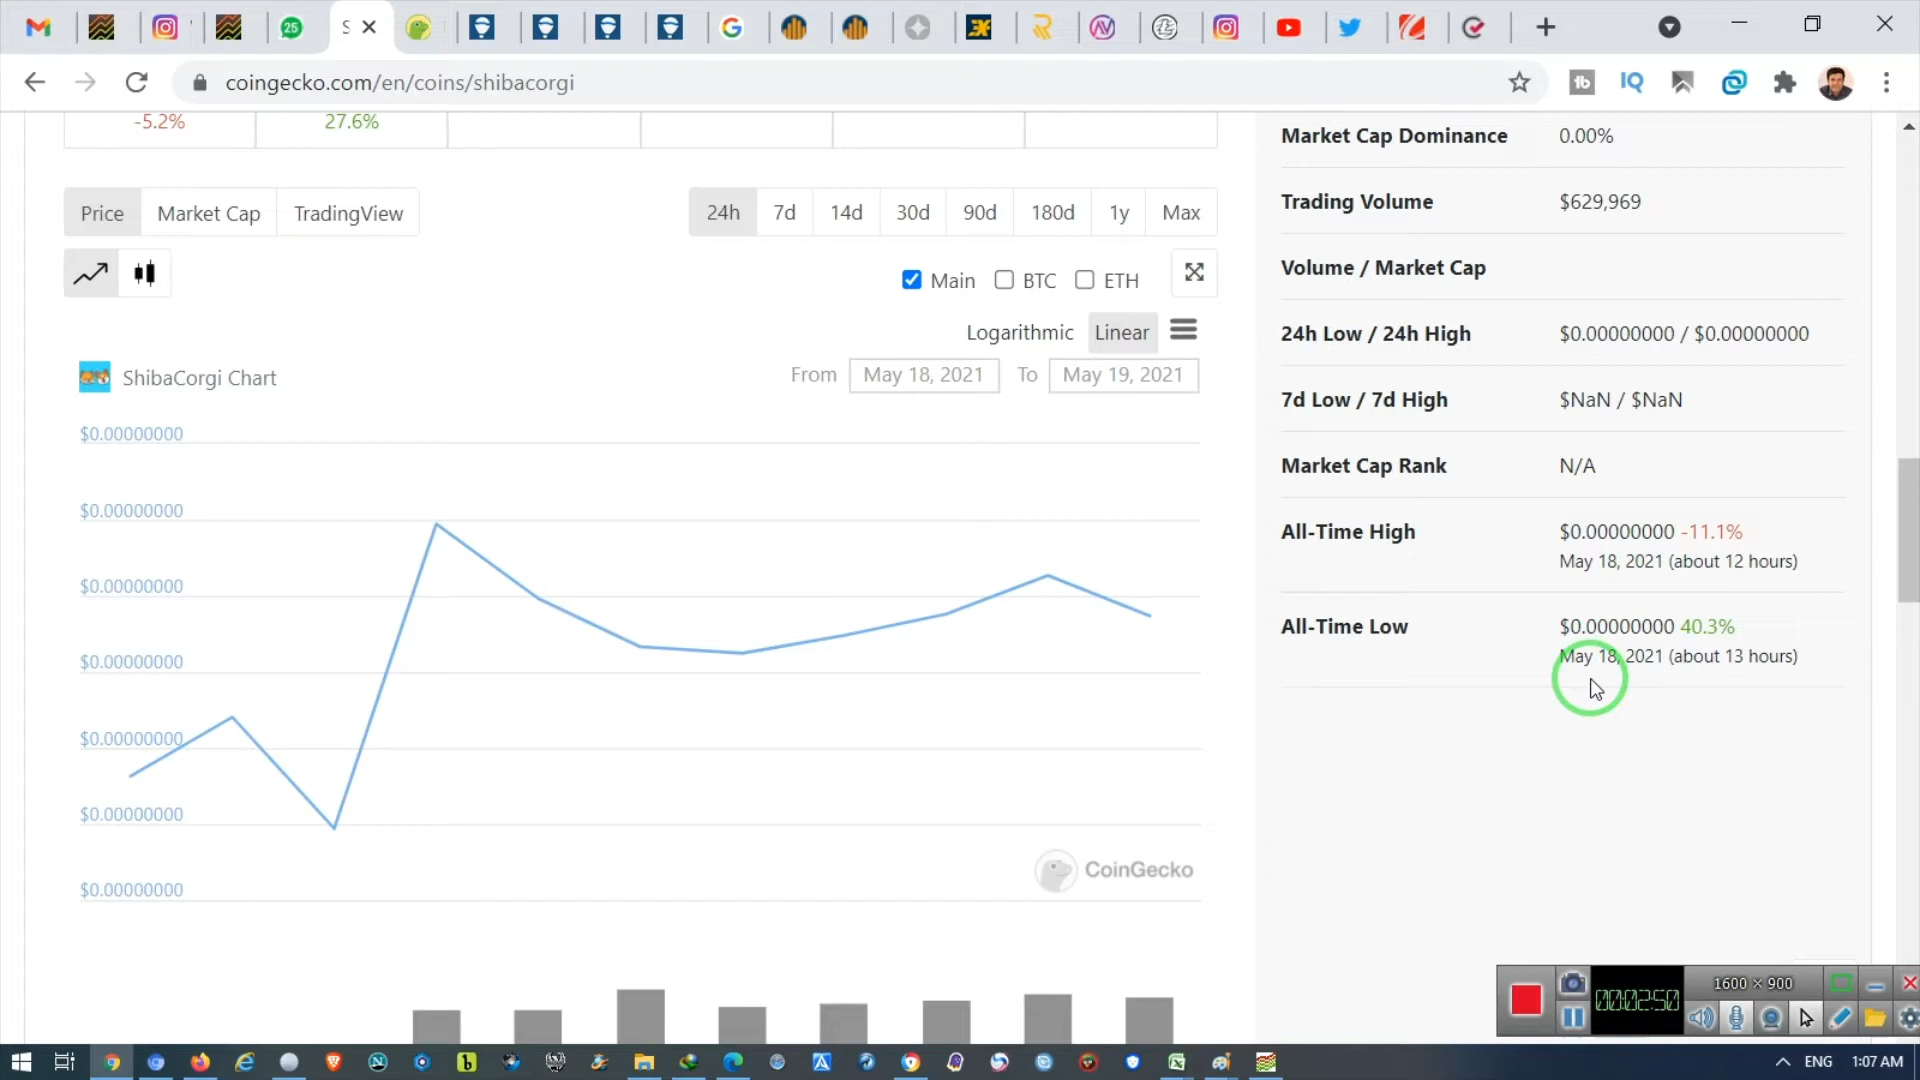 25
S
coingecko.com/en/coins/shibacorgi
-5.2%
27.6%
Price
Market Cap
TradingView
24h
7d
14d
30d
90d
180d
1y
Max
Main
BTC
ETH
Logarithmic
Linear
ShibaCorgi Chart
From
May 18, 2021
To
May 19, 2021
$0.00000000
$0.00000000
$0.00000000
$0.00000000
$0.00000000
$0.00000000
$0.00000000
CoinGecko
Market Cap Dominance
0.00%
Trading Volume
$629,969
Volume / Market Cap
24h Low / 24h High
$0.00000000 / $0.00000000
7d Low / 7d High
$NaN / $NaN
Market Cap Rank
N/A
All-Time High
$0.00000000 -11.1%
May 18, 2021 (about 12 hours)
All-Time Low
$0.00000000 40.3%
May 18, 2021 (about 13 hours)
1600 × 900
00:02:50
ENG
1:07 AM